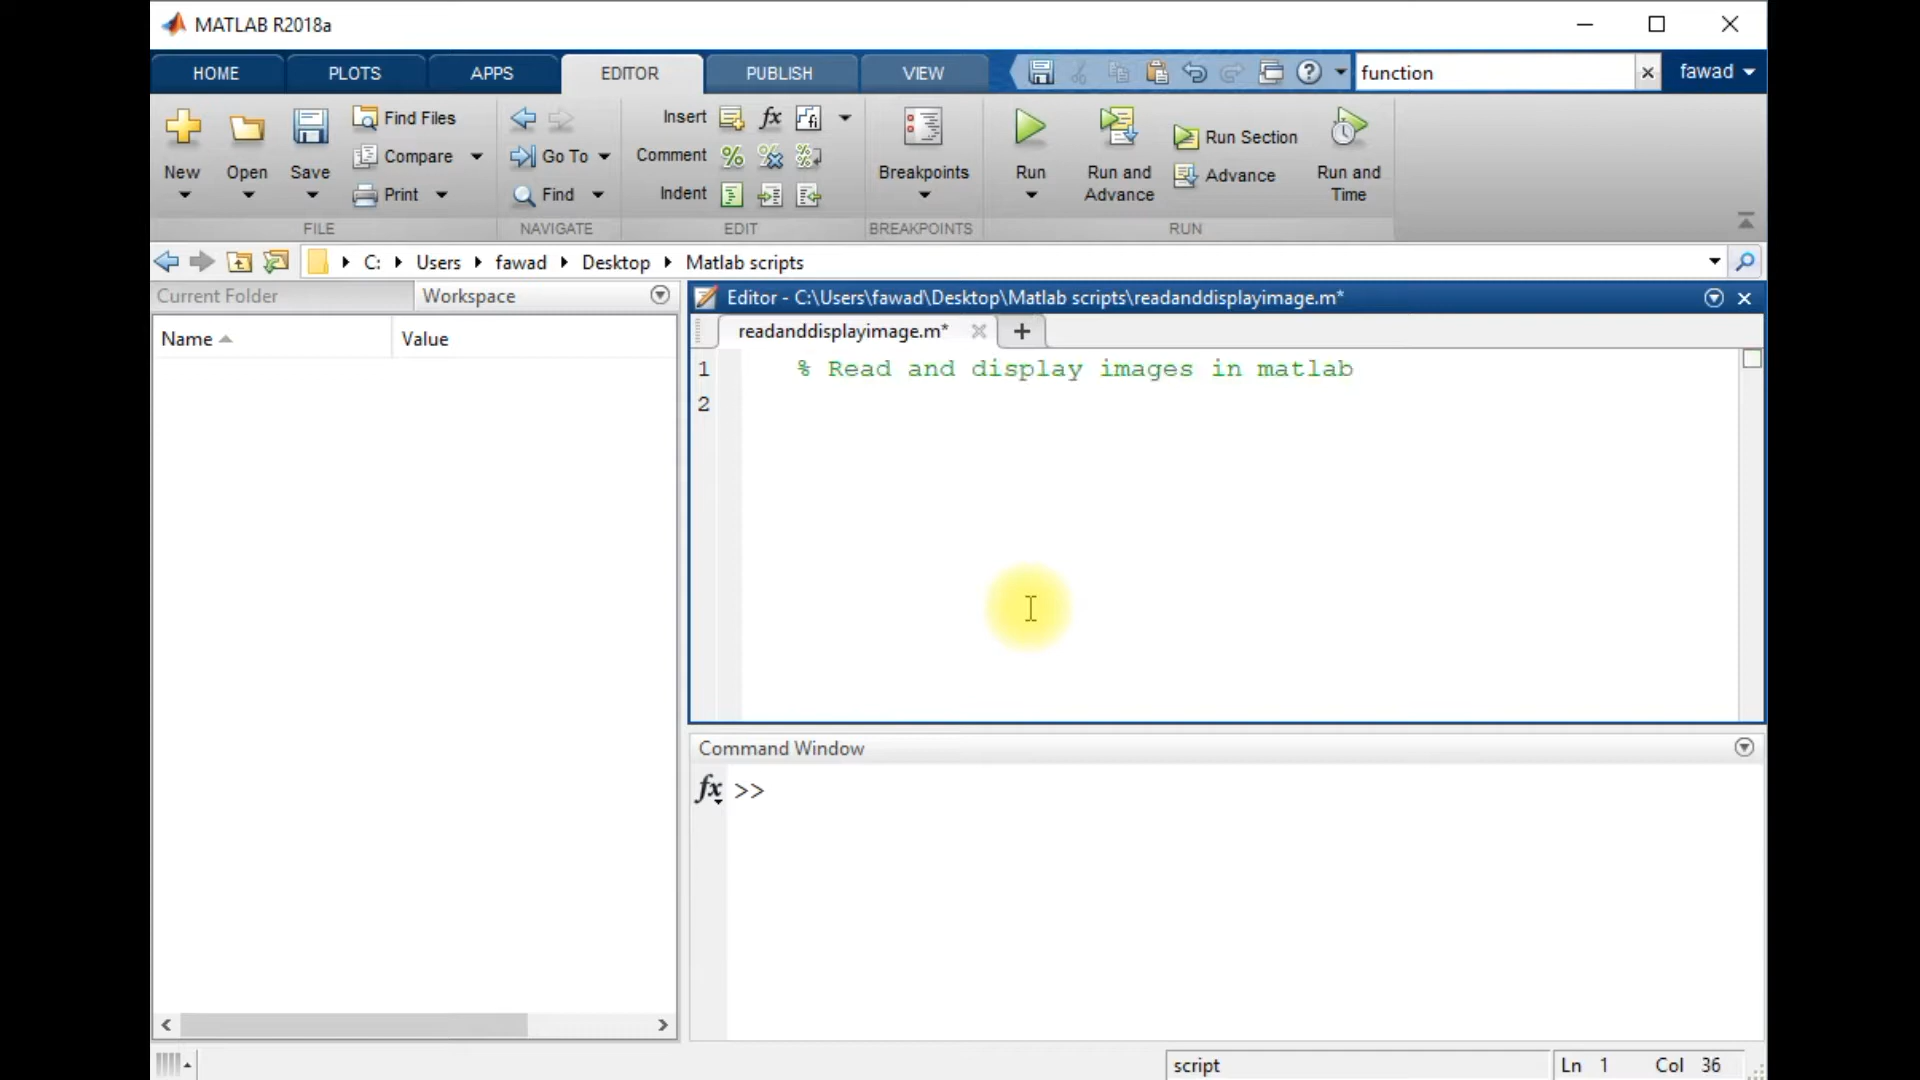 MATLAB R2018a
HOME PLOTS APPS EDITOR PUBLISH VIEW function fawad
New Open Save Find Files Compare Print
Go To Find
Insert fx fi
Comment % % %
Indent
Breakpoints
Run Run and Advance Run Section Advance Run and Time
FILE NAVIGATE EDIT BREAKPOINTS RUN
C: Users fawad Desktop Matlab scripts
Current Folder Workspace
Name Value
Editor - C:\Users\fawad\Desktop\Matlab scripts\readanddisplayimage.m*
readanddisplayimage.m*
1 % Read and display images in matlab
2
Command Window
fx >>
script Ln 1 Col 36